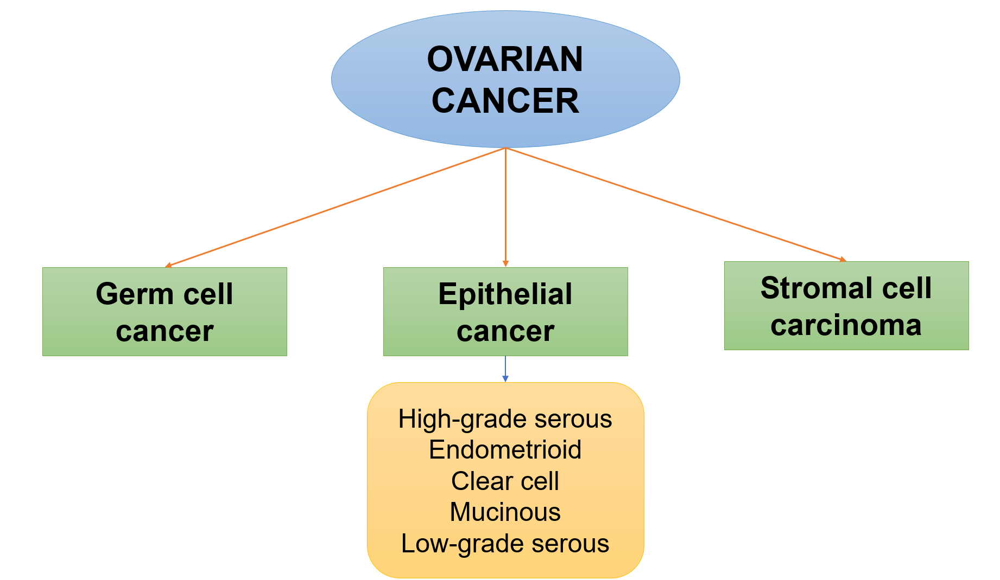 OVARIAN
CANCER
Germ cell
cancer
Epithelial
cancer
Stromal cell
carcinoma
High-grade serous
Endometrioid
Clear cell
Mucinous
Low-grade serous